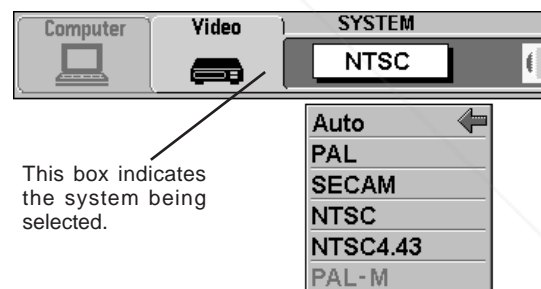 Computer Video SYSTEM
NTSC
Auto
PAL
SECAM
NTSC
NTSC4.43
PAL-M
This box indicates
the system being
selected.